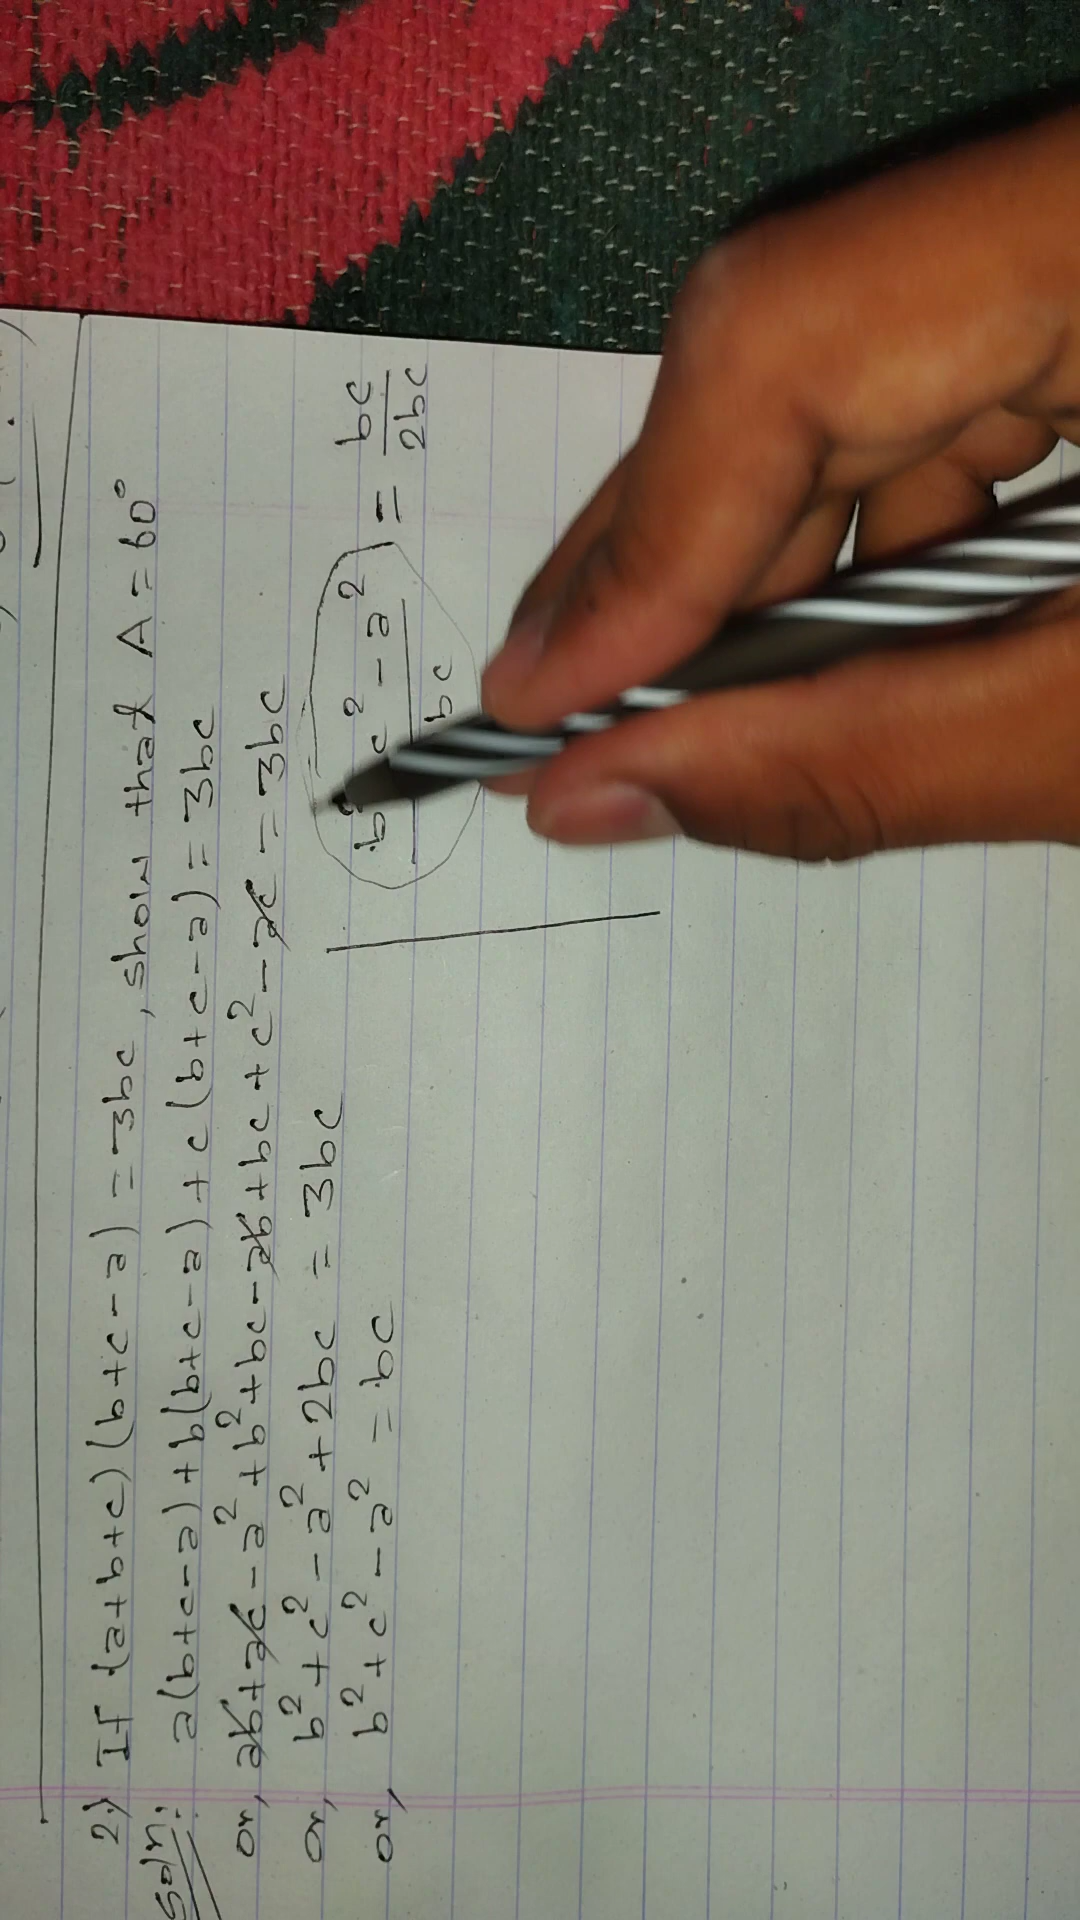 2) If (a+b+c)(b+c-a) = 3bc, show that A = 60°
Soln: a(b+c-a) + b(b+c-a) + c(b+c-a) = 3bc
or, ab+ac-a²+b²+bc-ab+bc+c²-ac = 3bc
or, b²+c²-a²+2bc = 3bc
or, b²+c²-a² = bc
b² c²-a² = bc
bc 2bc